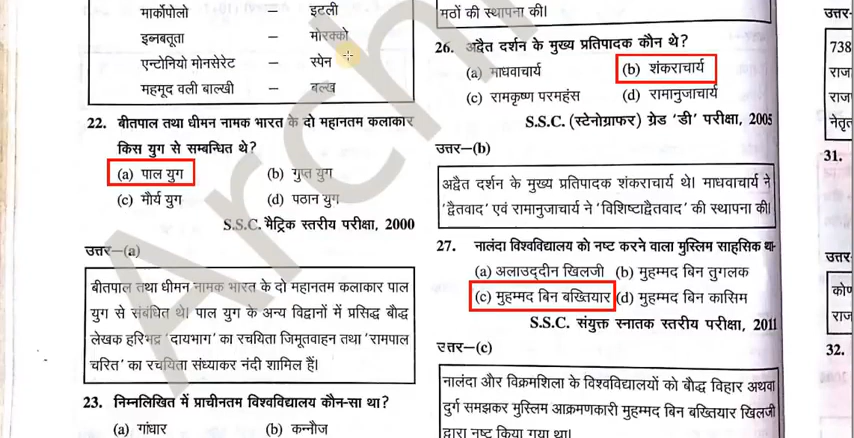 मार्कोपोलो – इटली
इब्नबतूता – मोरक्को
एन्टोनियो मोनसेरेट – स्पेन
महमूद वली बाल्खी – बल्ख
22. बीतपाल तथा धीमन नामक भारत के दो महानतम कलाकार
किस युग से सम्बन्धित थे?
(a) पाल युग (b) गुप्त युग
(c) मौर्य युग (d) पठान युग
S.S.C. मैट्रिक स्तरीय परीक्षा, 2000
उत्तर–(a)
बीतपाल तथा धीमन नामक भारत के दो महानतम कलाकार पाल
युग से संबंधित थे। पाल युग के अन्य विद्वानों में प्रसिद्ध बौद्ध
लेखक हरिभद्र 'दायभाग' का रचयिता जिमूतवाहन तथा 'रामपाल
चरित' का रचयिता संध्याकर नंदी शामिल हैं।
23. निम्नलिखित में प्राचीनतम विश्वविद्यालय कौन-सा था?
(a) गांधार (b) कन्नौज
मठों की स्थापना की।
26. अद्वैत दर्शन के मुख्य प्रतिपादक कौन थे?
(a) माधवाचार्य (b) शंकराचार्य
(c) रामकृष्ण परमहंस (d) रामानुजाचार्य
S.S.C. (स्टेनोग्राफर) ग्रेड 'डी' परीक्षा, 2005
उत्तर–(b)
अद्वैत दर्शन के मुख्य प्रतिपादक शंकराचार्य थे। माधवाचार्य ने
'द्वैतवाद' एवं रामानुजाचार्य ने 'विशिष्टाद्वैतवाद' की स्थापना की।
27. नालंदा विश्वविद्यालय को नष्ट करने वाला मुस्लिम साहसिक था-
(a) अलाउद्दीन खिलजी (b) मुहम्मद बिन तुगलक
(c) मुहम्मद बिन बख्तियार (d) मुहम्मद बिन कासिम
S.S.C. संयुक्त स्नातक स्तरीय परीक्षा, 2011
उत्तर–(c)
नालंदा और विक्रमशिला के विश्वविद्यालयों को बौद्ध विहार अथवा
दुर्ग समझकर मुस्लिम आक्रमणकारी मुहम्मद बिन बख्तियार खिलजी
द्वारा नष्ट किया गया था।
उत्तर-
738
राज
राज
नेतृत
31.
उत्तर
राज
32.
Archi